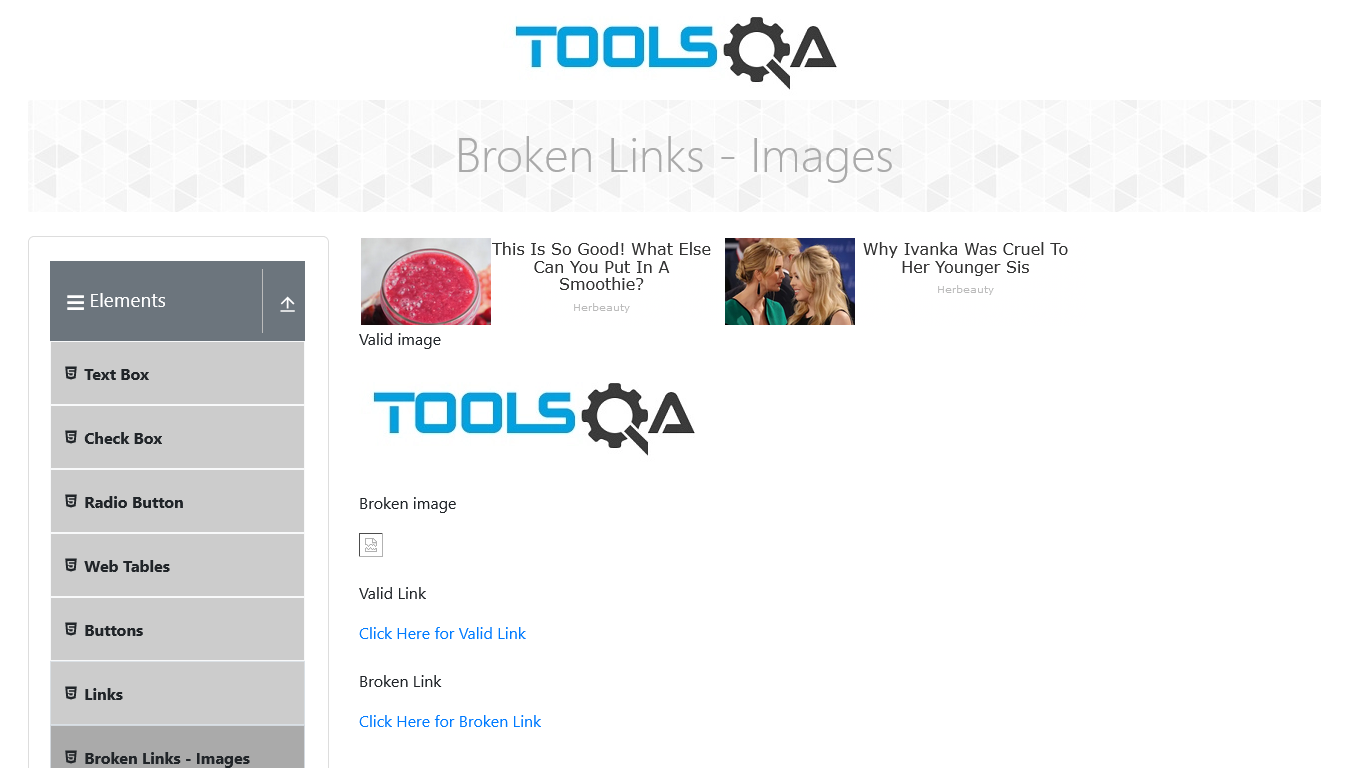 TOOLSQA
Broken Links - Images
Elements
Text Box
Check Box
Radio Button
Web Tables
Buttons
Links
Broken Links - Images
This Is So Good! What Else
Can You Put In A
Smoothie?
Herbeauty
Why Ivanka Was Cruel To
Her Younger Sis
Herbeauty
Valid image
TOOLSQA
Broken image
Valid Link
Click Here for Valid Link
Broken Link
Click Here for Broken Link